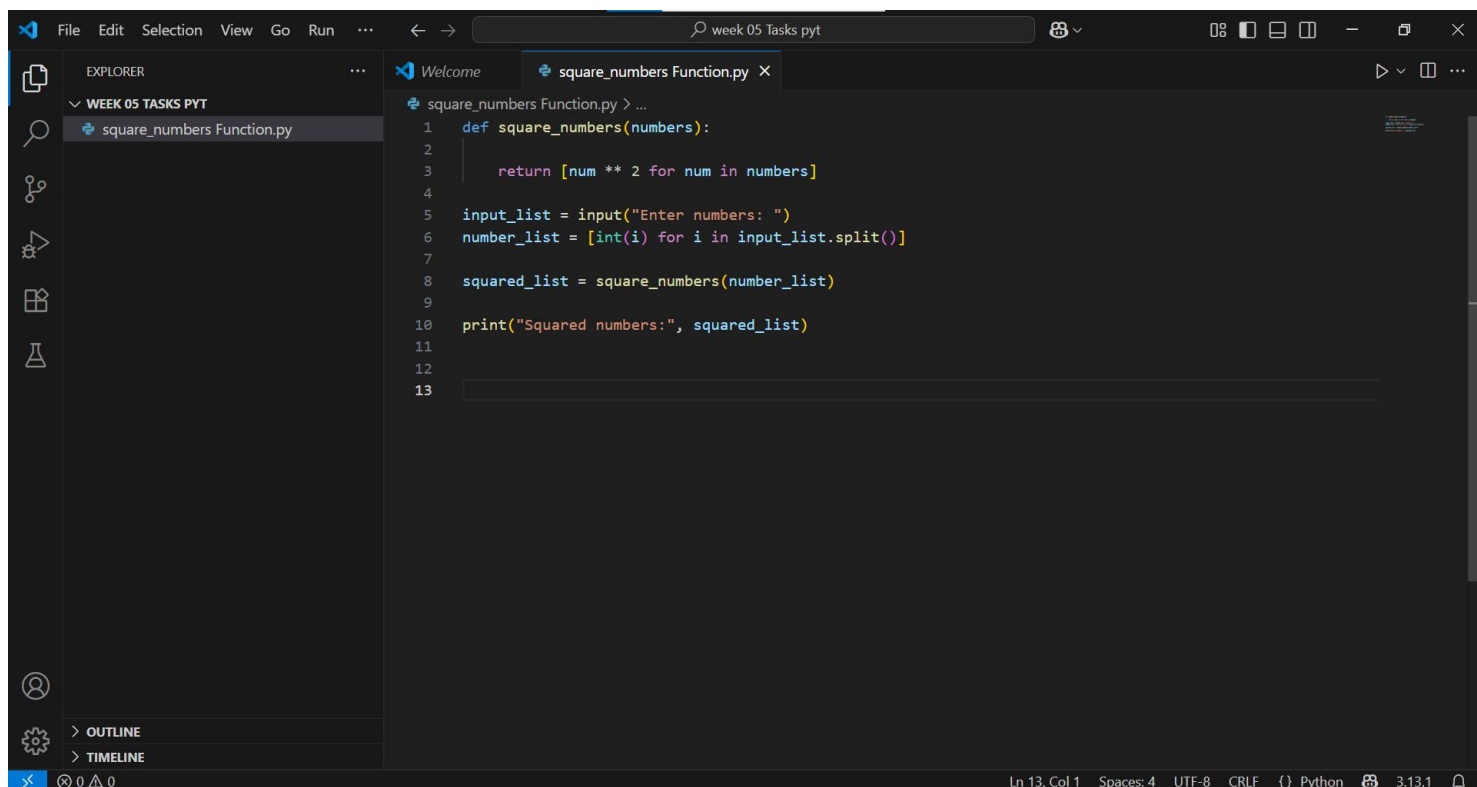 File Edit Selection View Go Run ··· ← → week 05 Tasks pyt
EXPLORER ···
WEEK 05 TASKS PYT
square_numbers Function.py
Welcome square_numbers Function.py ×
square_numbers Function.py > ...
1 def square_numbers(numbers):
2
3     return [num ** 2 for num in numbers]
4
5 input_list = input("Enter numbers: ")
6 number_list = [int(i) for i in input_list.split()]
7
8 squared_list = square_numbers(number_list)
9
10 print("Squared numbers:", squared_list)
11
12
13
> OUTLINE
> TIMELINE
0 0 Ln 13, Col 1 Spaces: 4 UTF-8 CRLF {} Python 3.13.1